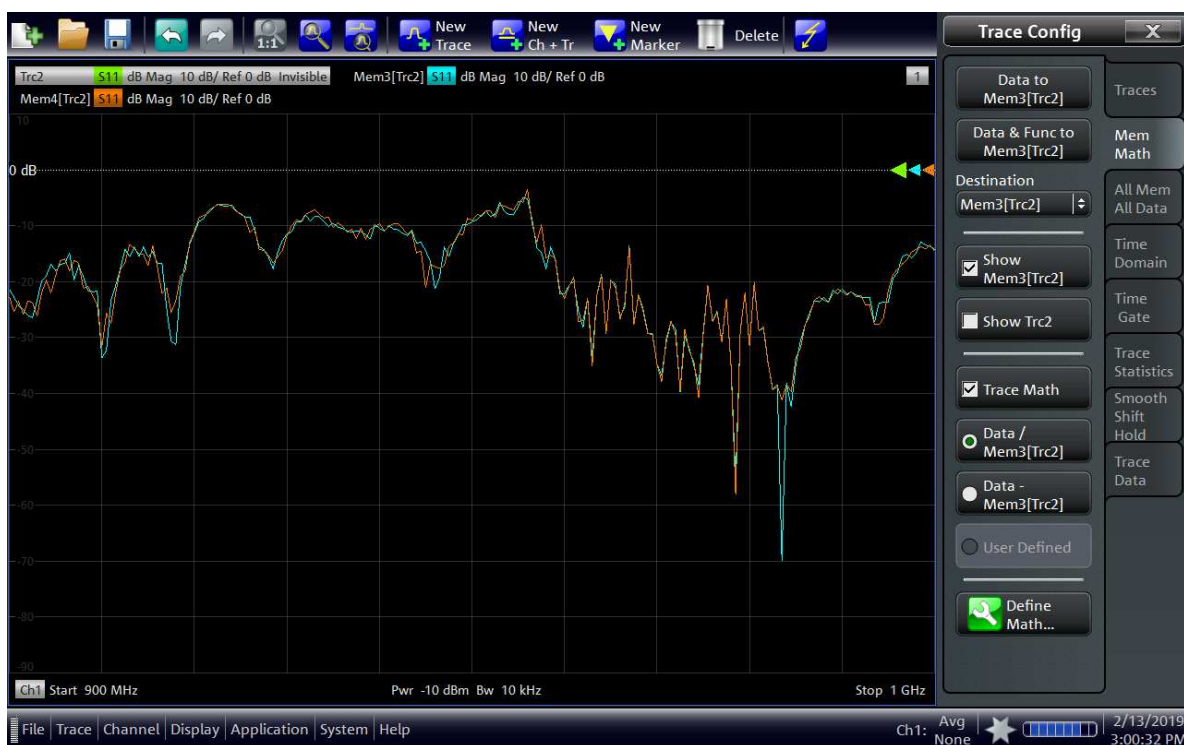 1:1
New
Trace
New
Ch + Tr
New
Marker
Delete
Trc2 S11 dB Mag 10 dB/ Ref 0 dB Invisible Mem3[Trc2] S11 dB Mag 10 dB/ Ref 0 dB 1
Mem4[Trc2] S11 dB Mag 10 dB/ Ref 0 dB
10
0 dB
-10
-20
-30
-40
-50
-60
-70
-80
-90
Ch1 Start 900 MHz Pwr -10 dBm Bw 10 kHz Stop 1 GHz
Trace Config X
Data to
Mem3[Trc2]
Data & Func to
Mem3[Trc2]
Destination
Mem3[Trc2]
Show
Mem3[Trc2]
Show Trc2
Trace Math
Data /
Mem3[Trc2]
Data -
Mem3[Trc2]
User Defined
Define
Math...
Traces
Mem
Math
All Mem
All Data
Time
Domain
Time
Gate
Trace
Statistics
Smooth
Shift
Hold
Trace
Data
File Trace Channel Display Application System Help
Ch1: Avg
None
2/13/2019
3:00:32 PM